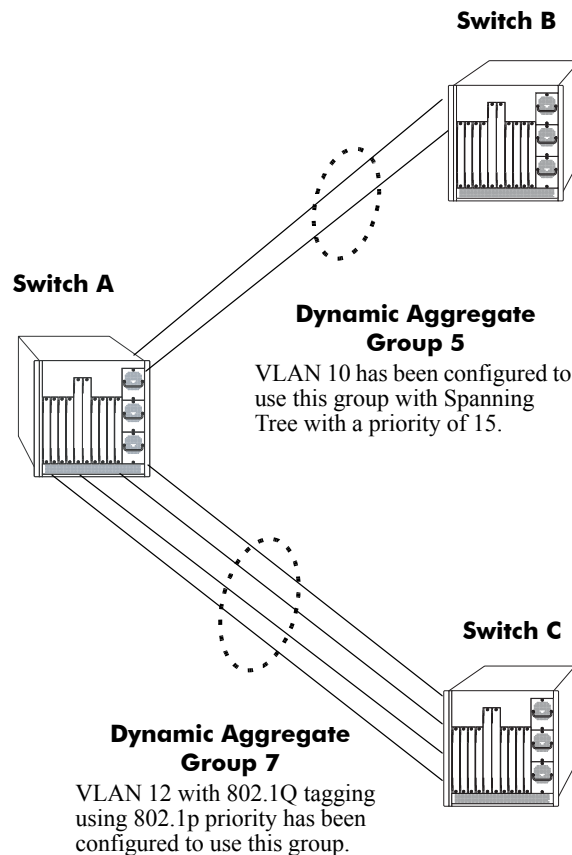 Switch B
Switch A
Dynamic Aggregate
Group 5
VLAN 10 has been configured to
use this group with Spanning
Tree with a priority of 15.
Switch C
Dynamic Aggregate
Group 7
VLAN 12 with 802.1Q tagging
using 802.1p priority has been
configured to use this group.